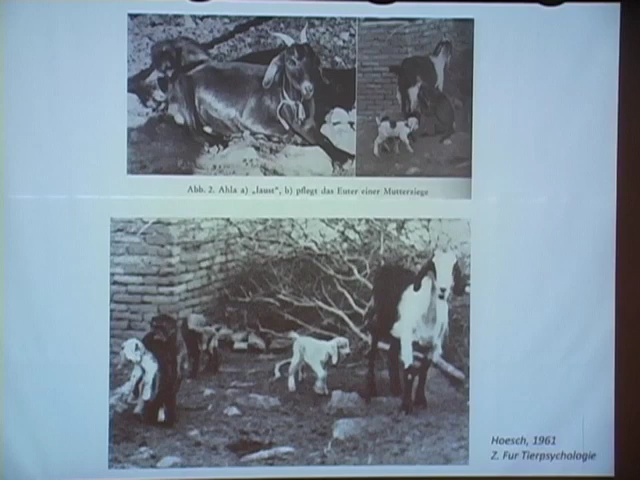 Abb. 2. Ahla a) „laust“, b) pflegt das Euter einer Mutterziege
Hoesch, 1961
Z. Fur Tierpsychologie